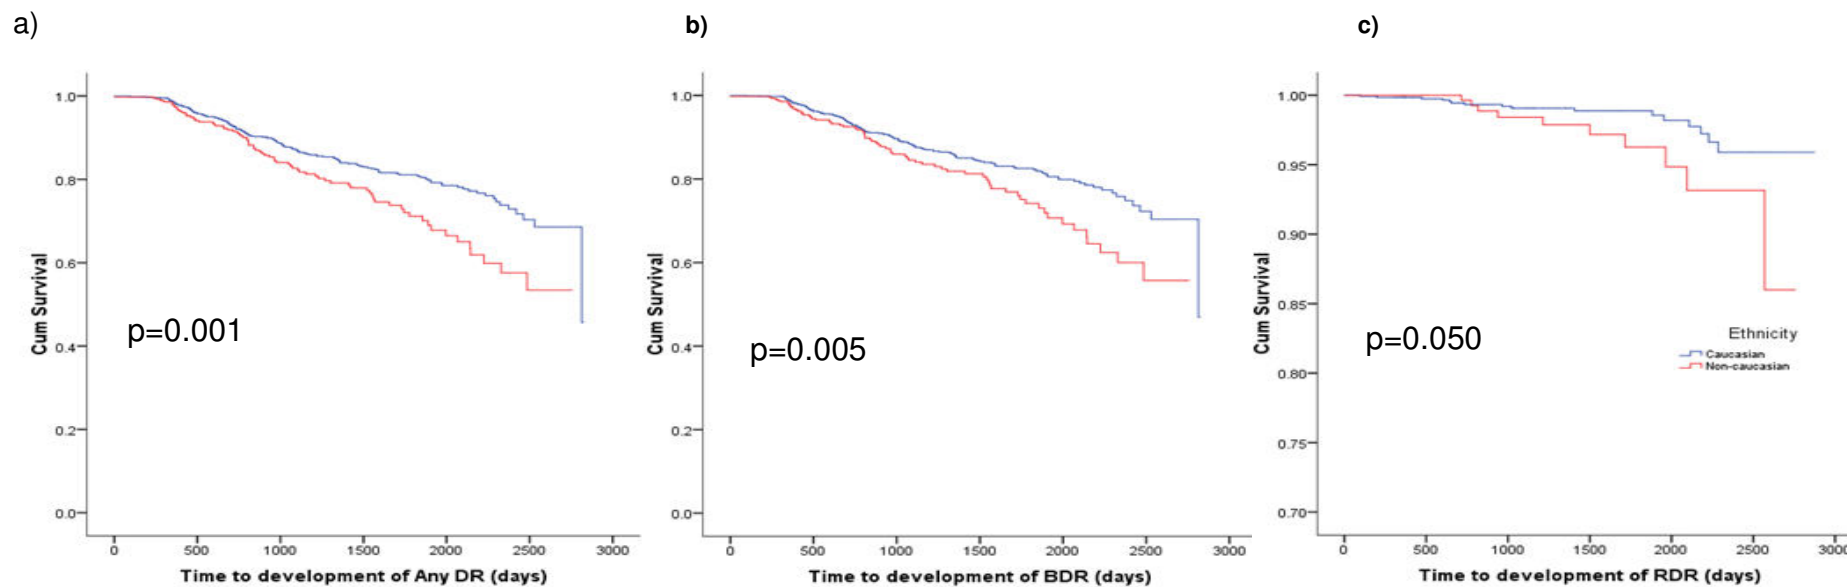 a)
b)
c)
1.0
0.8
0.6
0.4
0.2
0.0
Cum Survival
p=0.001
0 500 1000 1500 2000 2500 3000
Time to development of Any DR (days)
1.0
0.8
0.6
0.4
0.2
0.0
Cum Survival
p=0.005
0 500 1000 1500 2000 2500 3000
Time to development of BDR (days)
1.00
0.95
0.90
0.85
0.80
0.75
0.70
Cum Survival
p=0.050
Ethnicity
Caucasian
Non-caucasian
0 500 1000 1500 2000 2500 3000
Time to development of RDR (days)